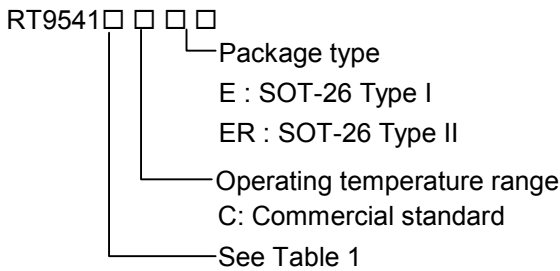 RT9541□ □ □ □
Package type
E : SOT-26 Type I
ER : SOT-26 Type II
Operating temperature range
C: Commercial standard
See Table 1